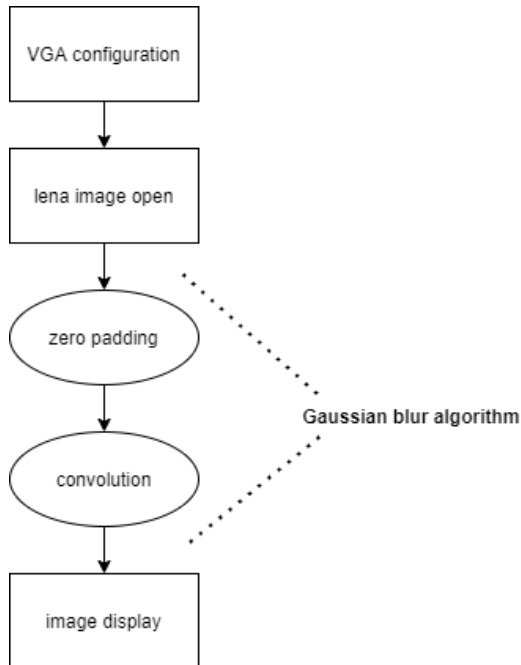 VGA configuration
lena image open
zero padding
Gaussian blur algorithm
convolution
image display